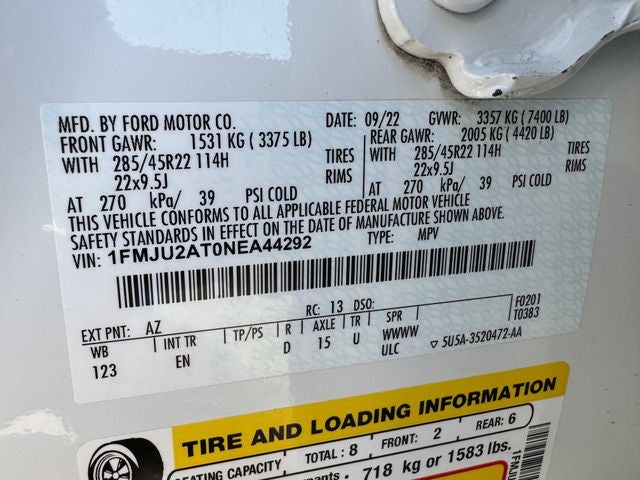 MFD. BY FORD MOTOR CO. DATE: 09/22 GVWR: 3357 KG (7400 LB)
FRONT GAWR: 1531 KG (3375 LB) REAR GAWR: 2005 KG (4420 LB)
WITH 285/45R22 114H TIRES WITH 285/45R22 114H TIRES
22x9.5J RIMS 22x9.5J RIMS
AT 270 kPa/ 39 PSI COLD AT 270 kPa/ 39 PSI COLD
THIS VEHICLE CONFORMS TO ALL APPLICABLE FEDERAL MOTOR VEHICLE
SAFETY STANDARDS IN EFFECT ON THE DATE OF MANUFACTURE SHOWN ABOVE.
VIN: 1FMJU2AT0NEA44292 TYPE: MPV
EXT PNT: AZ RC: 13 DSO: F0201
WB INT TR TP/PS R AXLE TR SPR T0383
123 EN D 15 U WWWW
ULC ▽ 5U5A-3520472-AA
TIRE AND LOADING INFORMATION
SEATING CAPACITY TOTAL: 8 FRONT: 2 REAR: 6
718 kg or 1583 lbs.
1FMJU